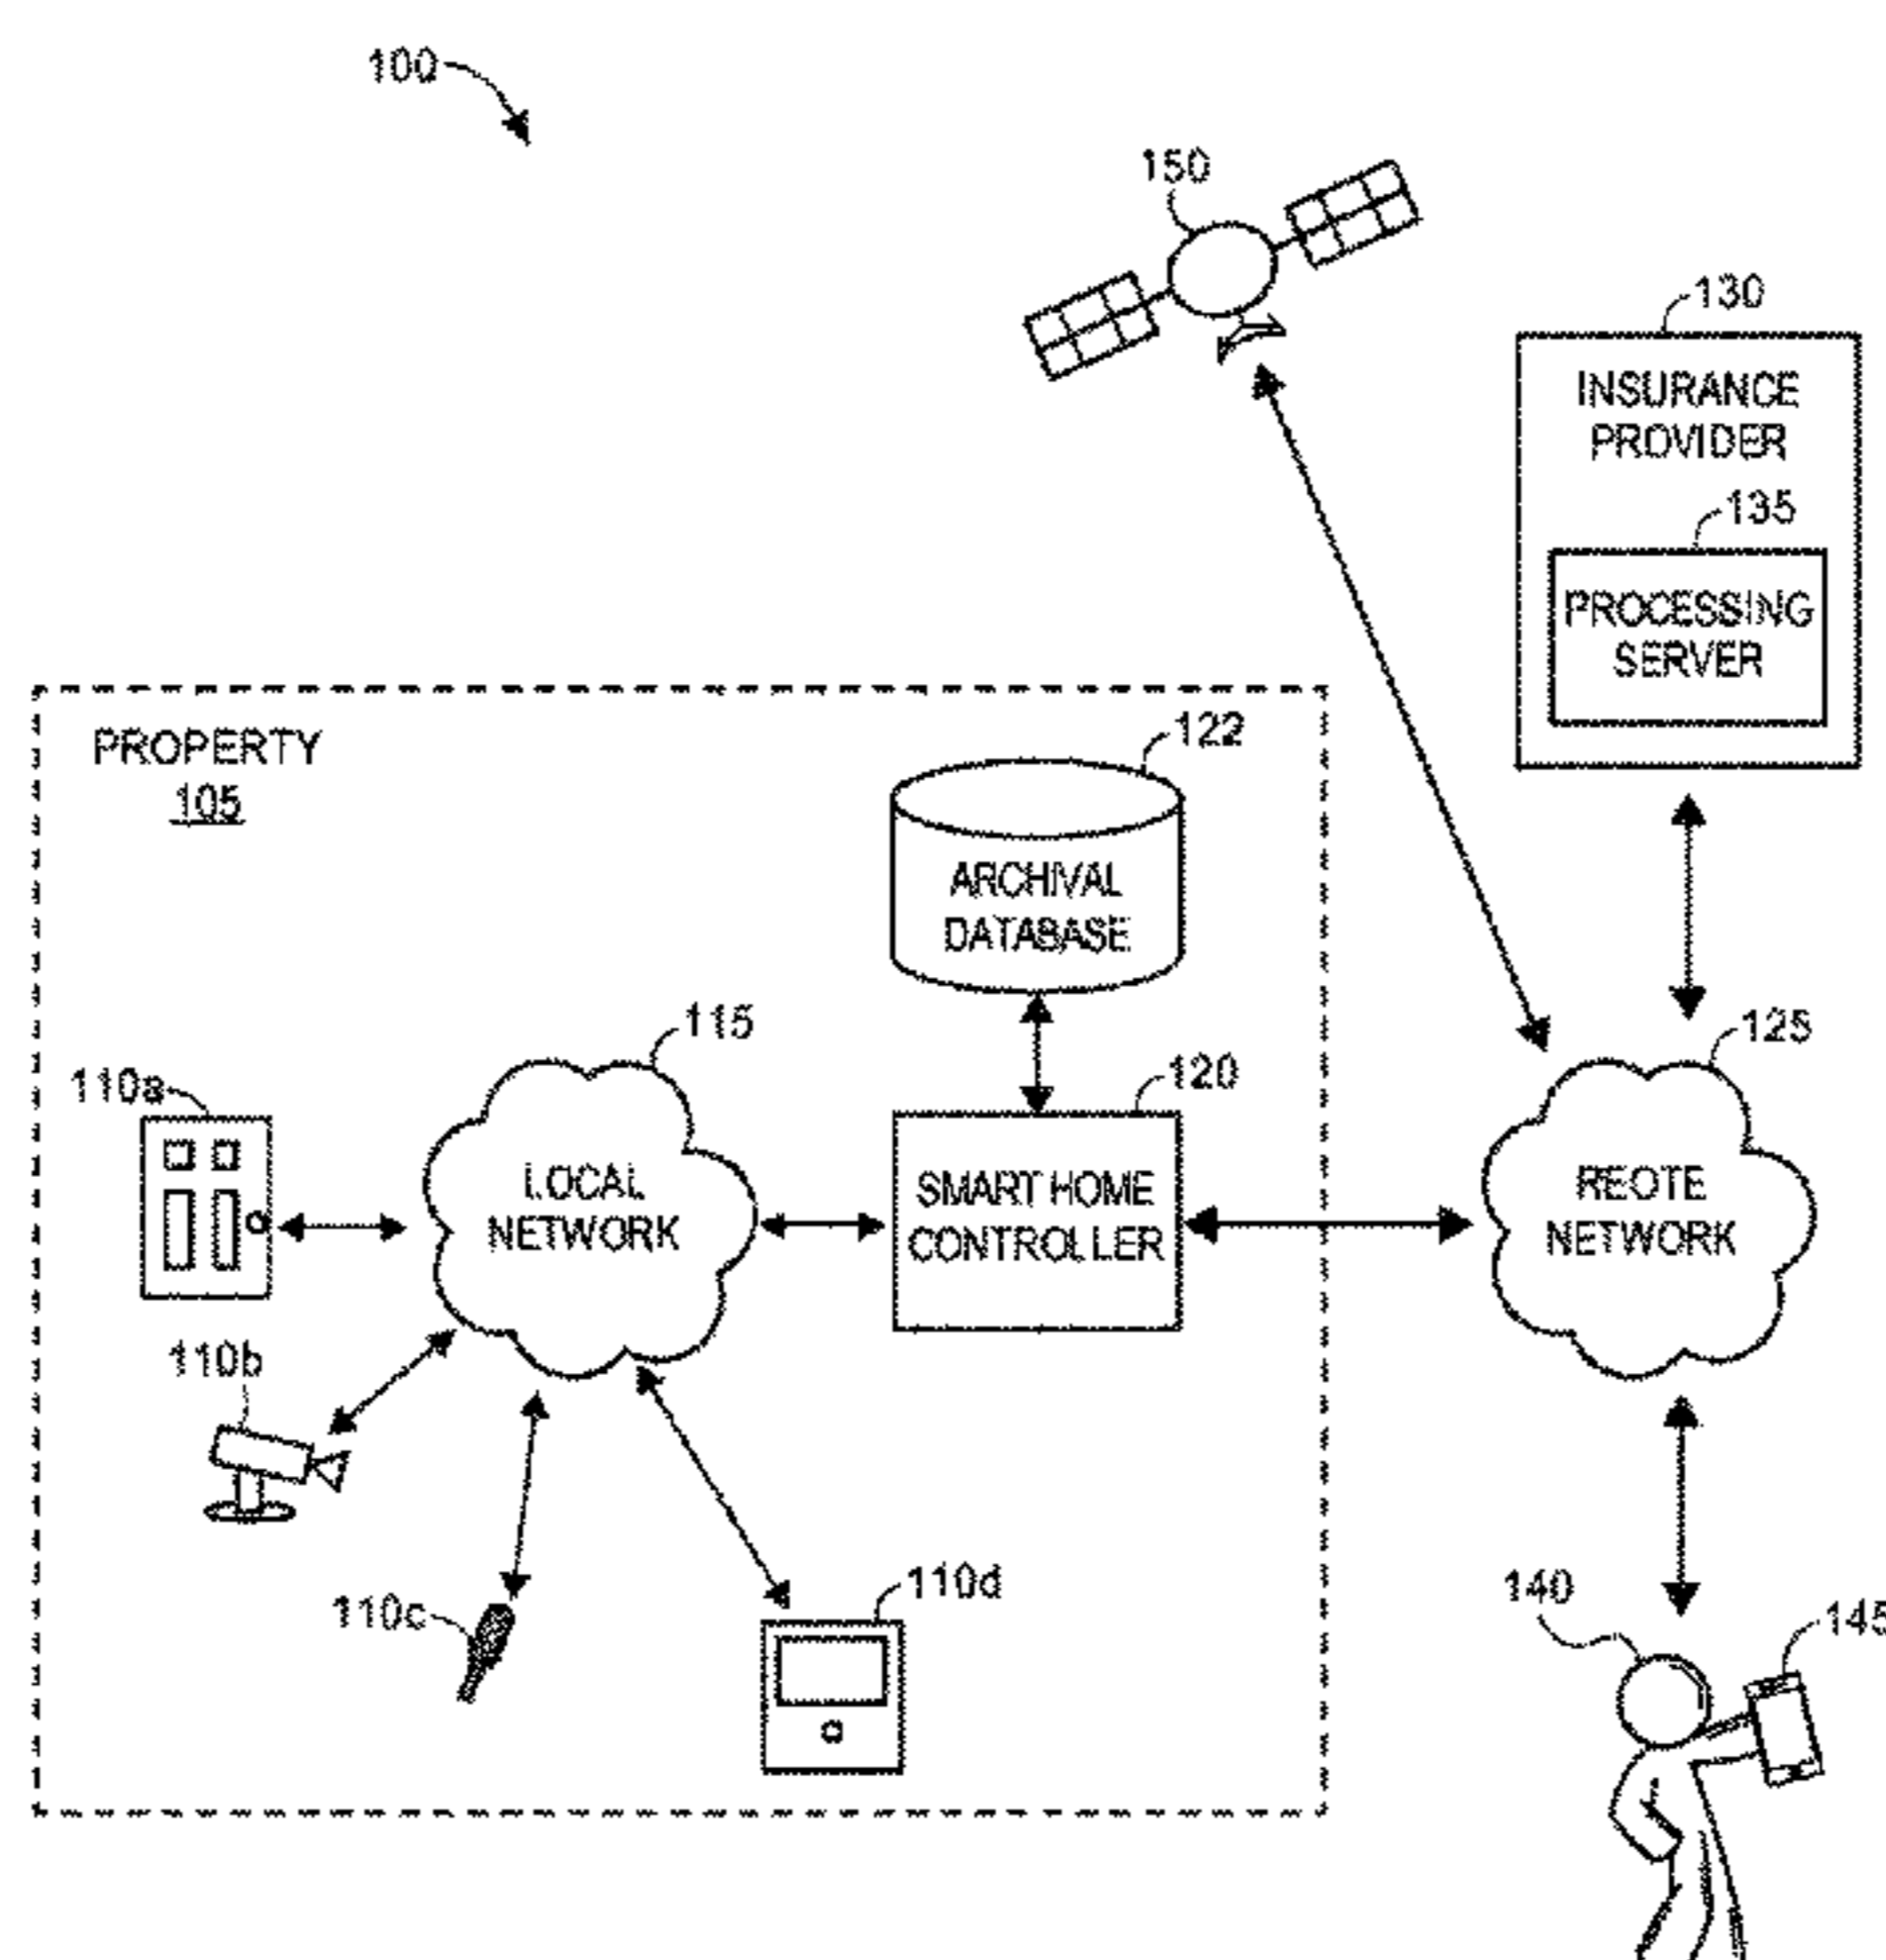 100
150
130
INSURANCE
PROVIDER
135
PROCESSING
SERVER
PROPERTY
105
122
ARCHIVAL
DATABASE
115
110a
LOCAL
NETWORK
120
SMART HOME
CONTROLLER
125
REOTE
NETWORK
110b
110c
110d
140
145